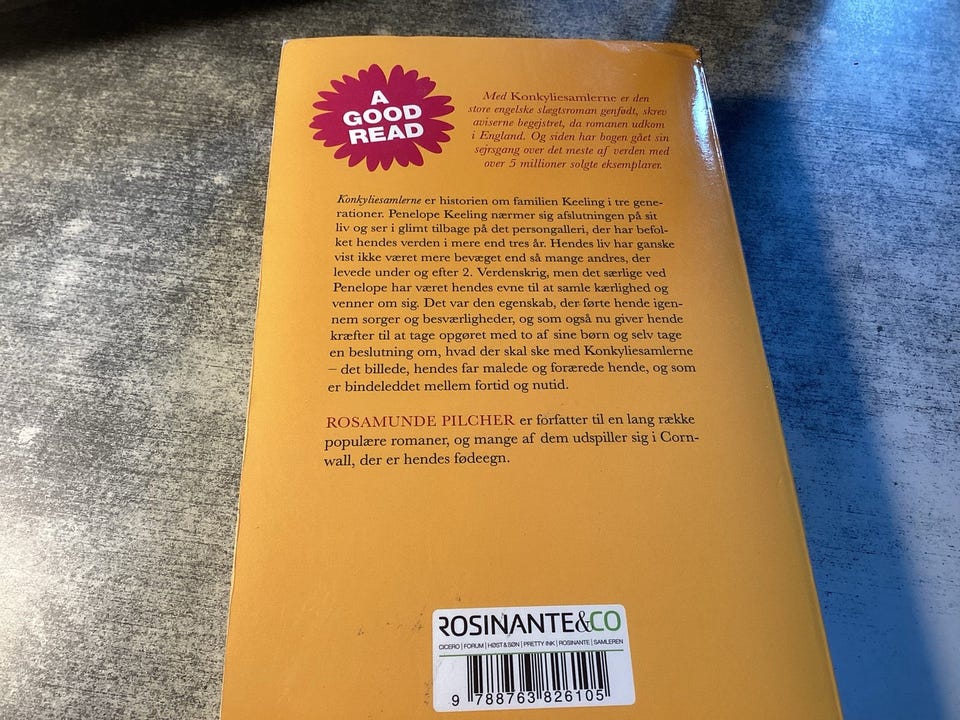 A
GOOD
READ
Med Konkyliesamlerne er den
store engelske slægtsroman genfødt, skrev
aviserne begejstret, da romanen udkom
i England. Og siden har bogen gået sin
sejrsgang over det meste af verden med
over 5 millioner solgte eksemplarer.
Konkyliesamlerne er historien om familien Keeling i tre gene-
rationer. Penelope Keeling nærmer sig afslutningen på sit
liv og ser i glimt tilbage på det persongalleri, der har befol-
ket hendes verden i mere end tres år. Hendes liv har ganske
vist ikke været mere bevæget end så mange andres, der
levede under og efter 2. Verdenskrig, men det særlige ved
Penelope har været hendes evne til at samle kærlighed og
venner om sig. Det var den egenskab, der førte hende igen-
nem sorger og besværligheder, og som også nu giver hende
kræfter til at tage opgøret med to af sine børn og selv tage
en beslutning om, hvad der skal ske med Konkyliesamlerne
– det billede, hendes far malede og forærede hende, og som
er bindeleddet mellem fortid og nutid.
ROSAMUNDE PILCHER er forfatter til en lang række
populære romaner, og mange af dem udspiller sig i Corn-
wall, der er hendes fødeegn.
ROSINANTE&CO
CICERO | FORUM | HØST & SØN | PRETTY INK | ROSINANTE | SAMLEREN
9 788763 826105